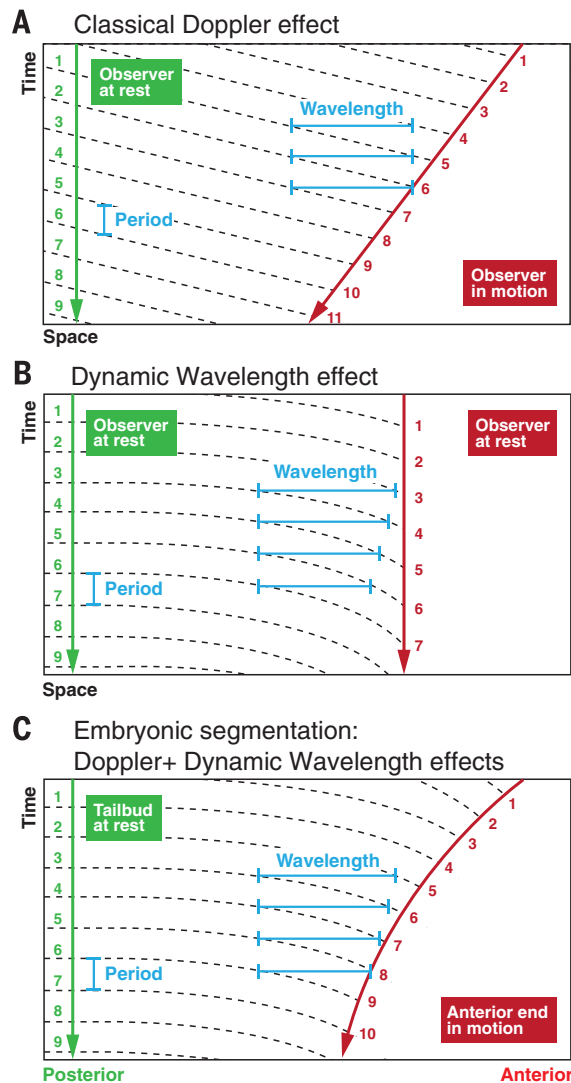 A Classical Doppler effect
Time
Observer
at rest
1
2
3
4
5
6
7
8
9
Wavelength
Period
1
2
3
4
5
6
7
8
9
10
11
Observer
in motion
Space
B Dynamic Wavelength effect
Time
Observer
at rest
Observer
at rest
1
2
3
4
5
6
7
8
9
Wavelength
Period
1
2
3
4
5
6
7
Space
C Embryonic segmentation:
Doppler+ Dynamic Wavelength effects
Time
Tailbud
at rest
1
2
3
4
5
6
7
8
9
Wavelength
Period
1
2
3
4
5
6
7
8
9
10
Anterior end
in motion
Posterior
Anterior